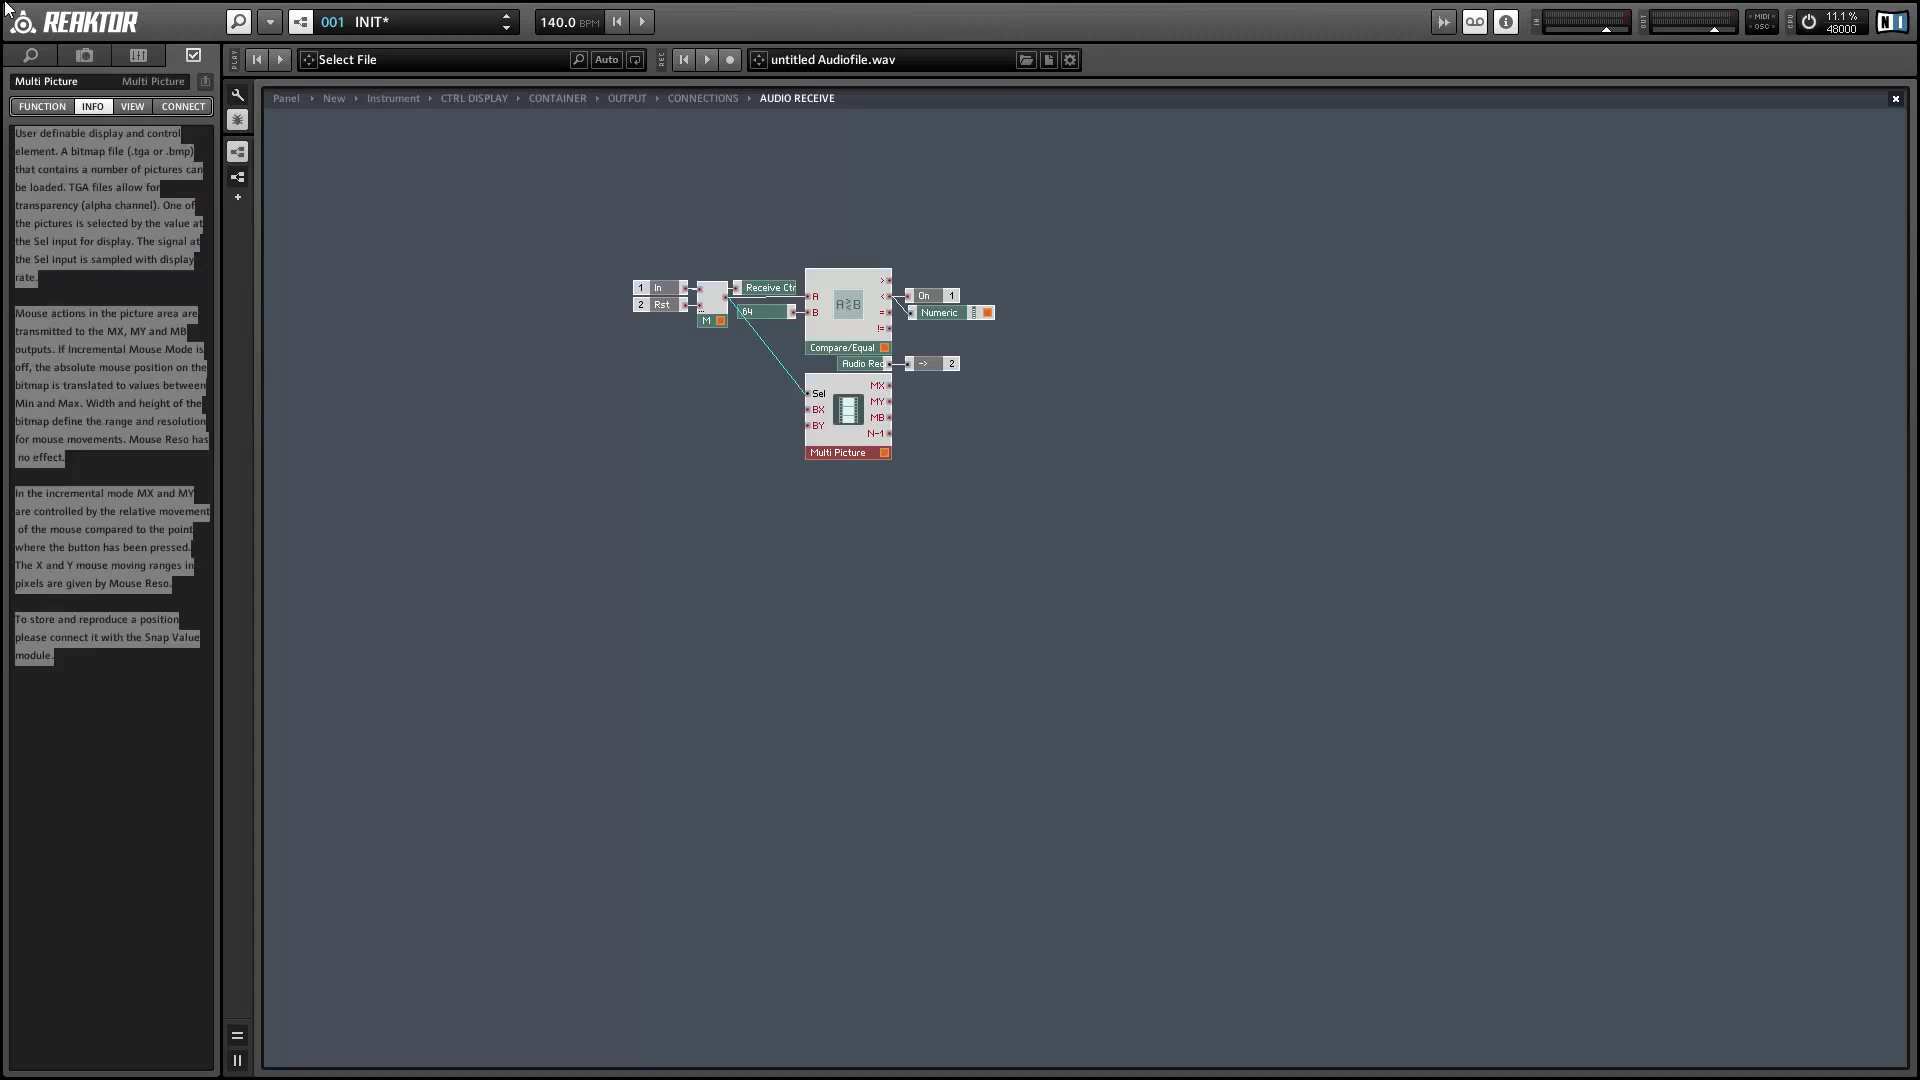 REAKTOR
001 INIT*
140.0 BPM
IN
OUT
MIDI
OSC
CPU
11.1 %
48000
PLAY
Select File
Auto
REC
untitled Audiofile.wav
Multi Picture Multi Picture
FUNCTION INFO VIEW CONNECT
Panel New Instrument CTRL DISPLAY CONTAINER OUTPUT CONNECTIONS AUDIO RECEIVE
User definable display and control
element. A bitmap file (.tga or .bmp)
that contains a number of pictures can
be loaded. TGA files allow for
transparency (alpha channel). One of
the pictures is selected by the value at
the Sel input for display. The signal at
the Sel input is sampled with display
rate.
Mouse actions in the picture area are
transmitted to the MX, MY and MB
outputs. If Incremental Mouse Mode is
off, the absolute mouse position on the
bitmap is translated to values between
Min and Max. Width and height of the
bitmap define the range and resolution
for mouse movements. Mouse Reso has
no effect.
In the incremental mode MX and MY
are controlled by the relative movement
of the mouse compared to the point
where the button has been pressed.
The X and Y mouse moving ranges in
pixels are given by Mouse Reso.
To store and reproduce a position
please connect it with the Snap Value
module.
1 In
2 Rst
M
Receive Ctr
64
A
B
A≥B
>
<
=
!=
Compare/Equal
On 1
Numeric
Audio Rec
-> 2
Sel
BX
BY
MX
MY
MB
N-1
Multi Picture